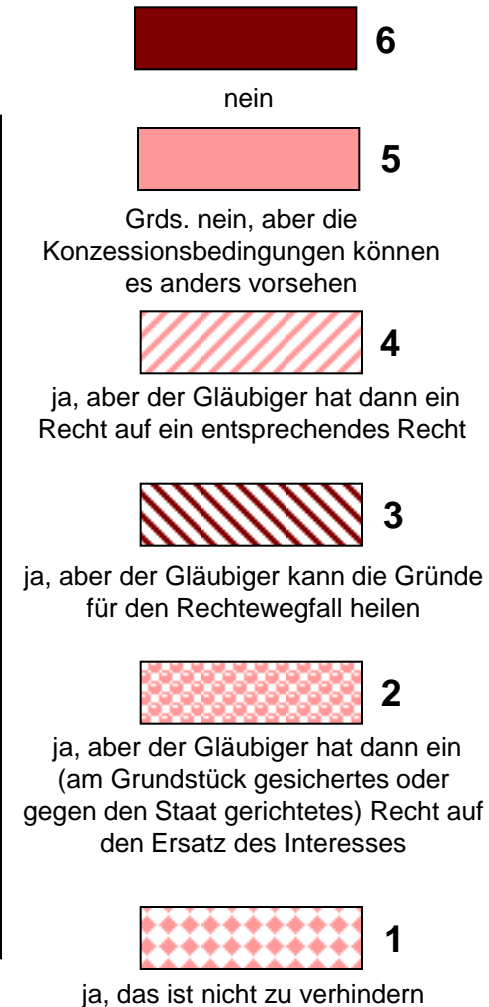 6
nein
5
Grds. nein, aber die
Konzessionsbedingungen können
es anders vorsehen
4
ja, aber der Gläubiger hat dann ein
Recht auf ein entsprechendes Recht
3
ja, aber der Gläubiger kann die Gründe
für den Rechtewegfall heilen
2
ja, aber der Gläubiger hat dann ein
(am Grundstück gesichertes oder
gegen den Staat gerichtetes) Recht auf
den Ersatz des Interesses
1
ja, das ist nicht zu verhindern